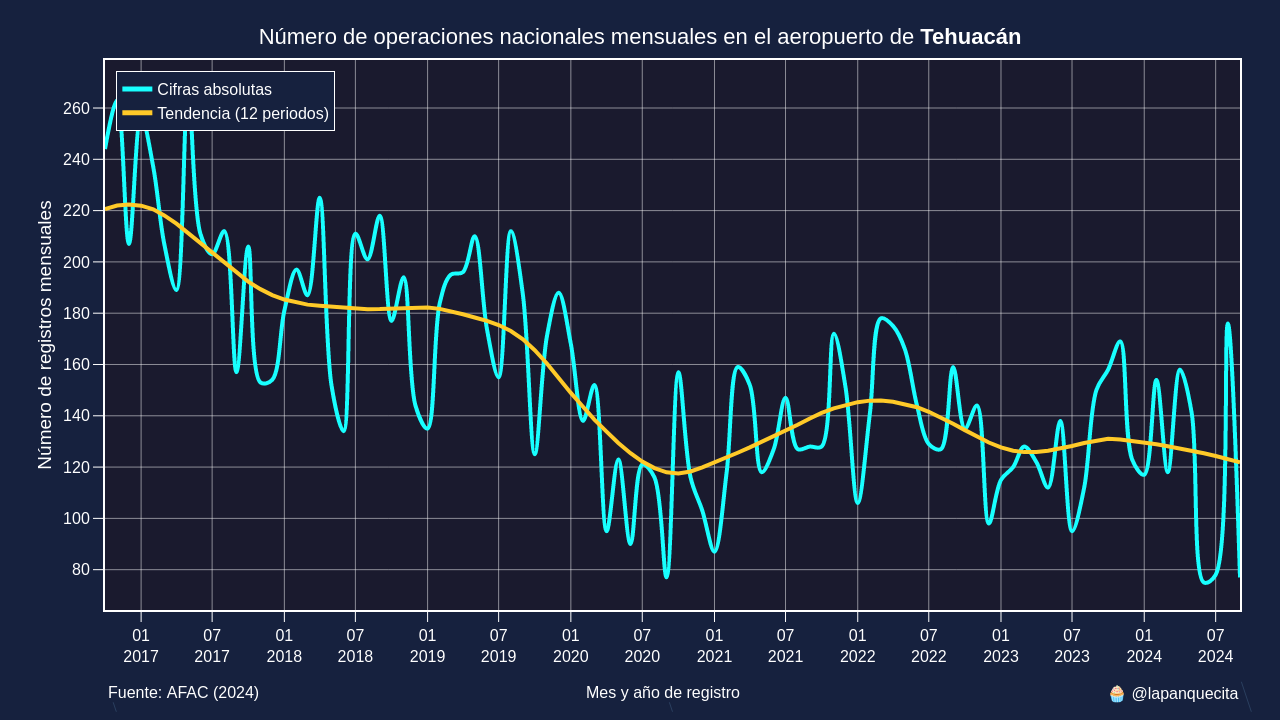 Número de operaciones nacionales mensuales en el aeropuerto de Tehuacán
Cifras absolutas
Tendencia (12 periodos)
Número de registros mensuales
260
240
220
200
180
160
140
120
100
80
01 07 01 07 01 07 01 07 01 07 01 07 01 07 01 07
2017 2017 2018 2018 2019 2019 2020 2020 2021 2021 2022 2022 2023 2023 2024 2024
Fuente: AFAC (2024)
Mes y año de registro
🧁 @lapanquecita